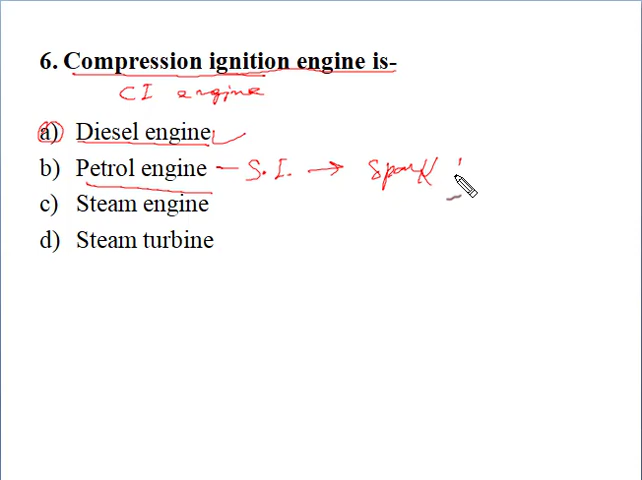 6. Compression ignition engine is-
CI engine
a) Diesel engine
b) Petrol engine - S.I. → Spark
c) Steam engine
d) Steam turbine